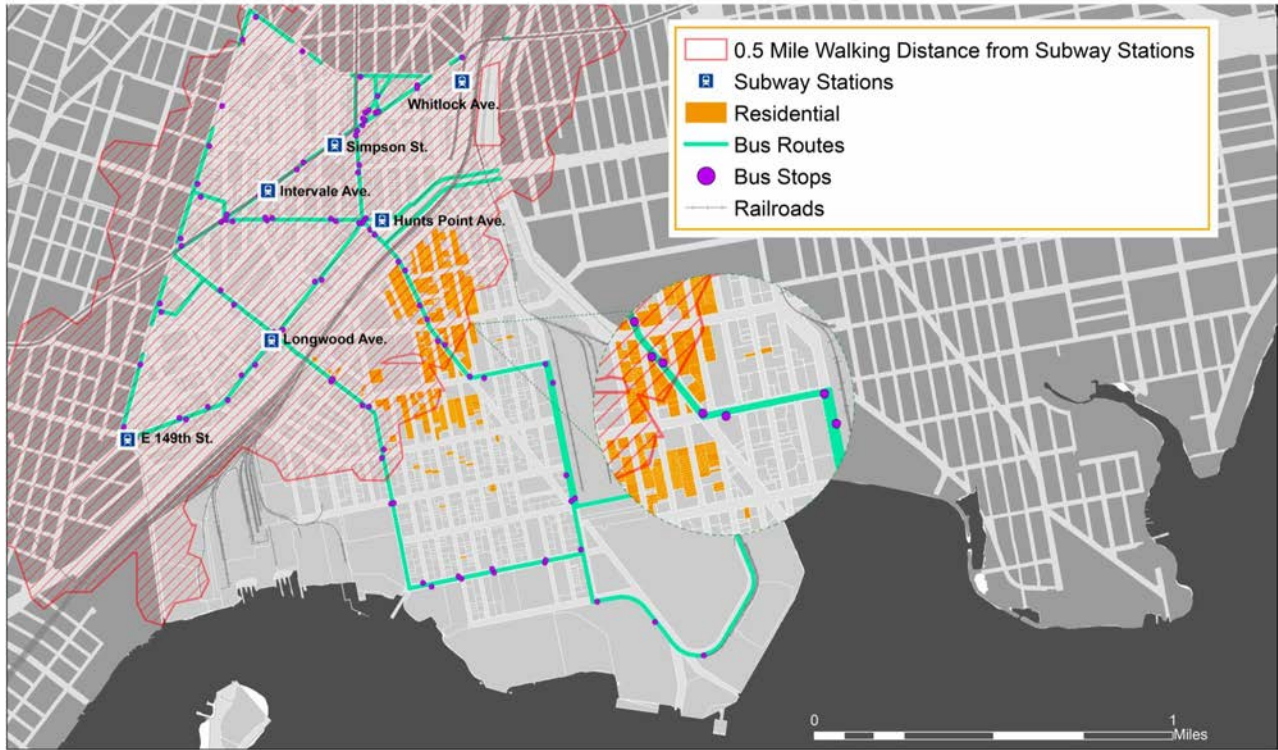 0.5 Mile Walking Distance from Subway Stations
Subway Stations
Residential
Bus Routes
Bus Stops
Railroads
Whitlock Ave.
Simpson St.
Intervale Ave.
Hunts Point Ave.
Longwood Ave.
E 149th St.
0 1
Miles